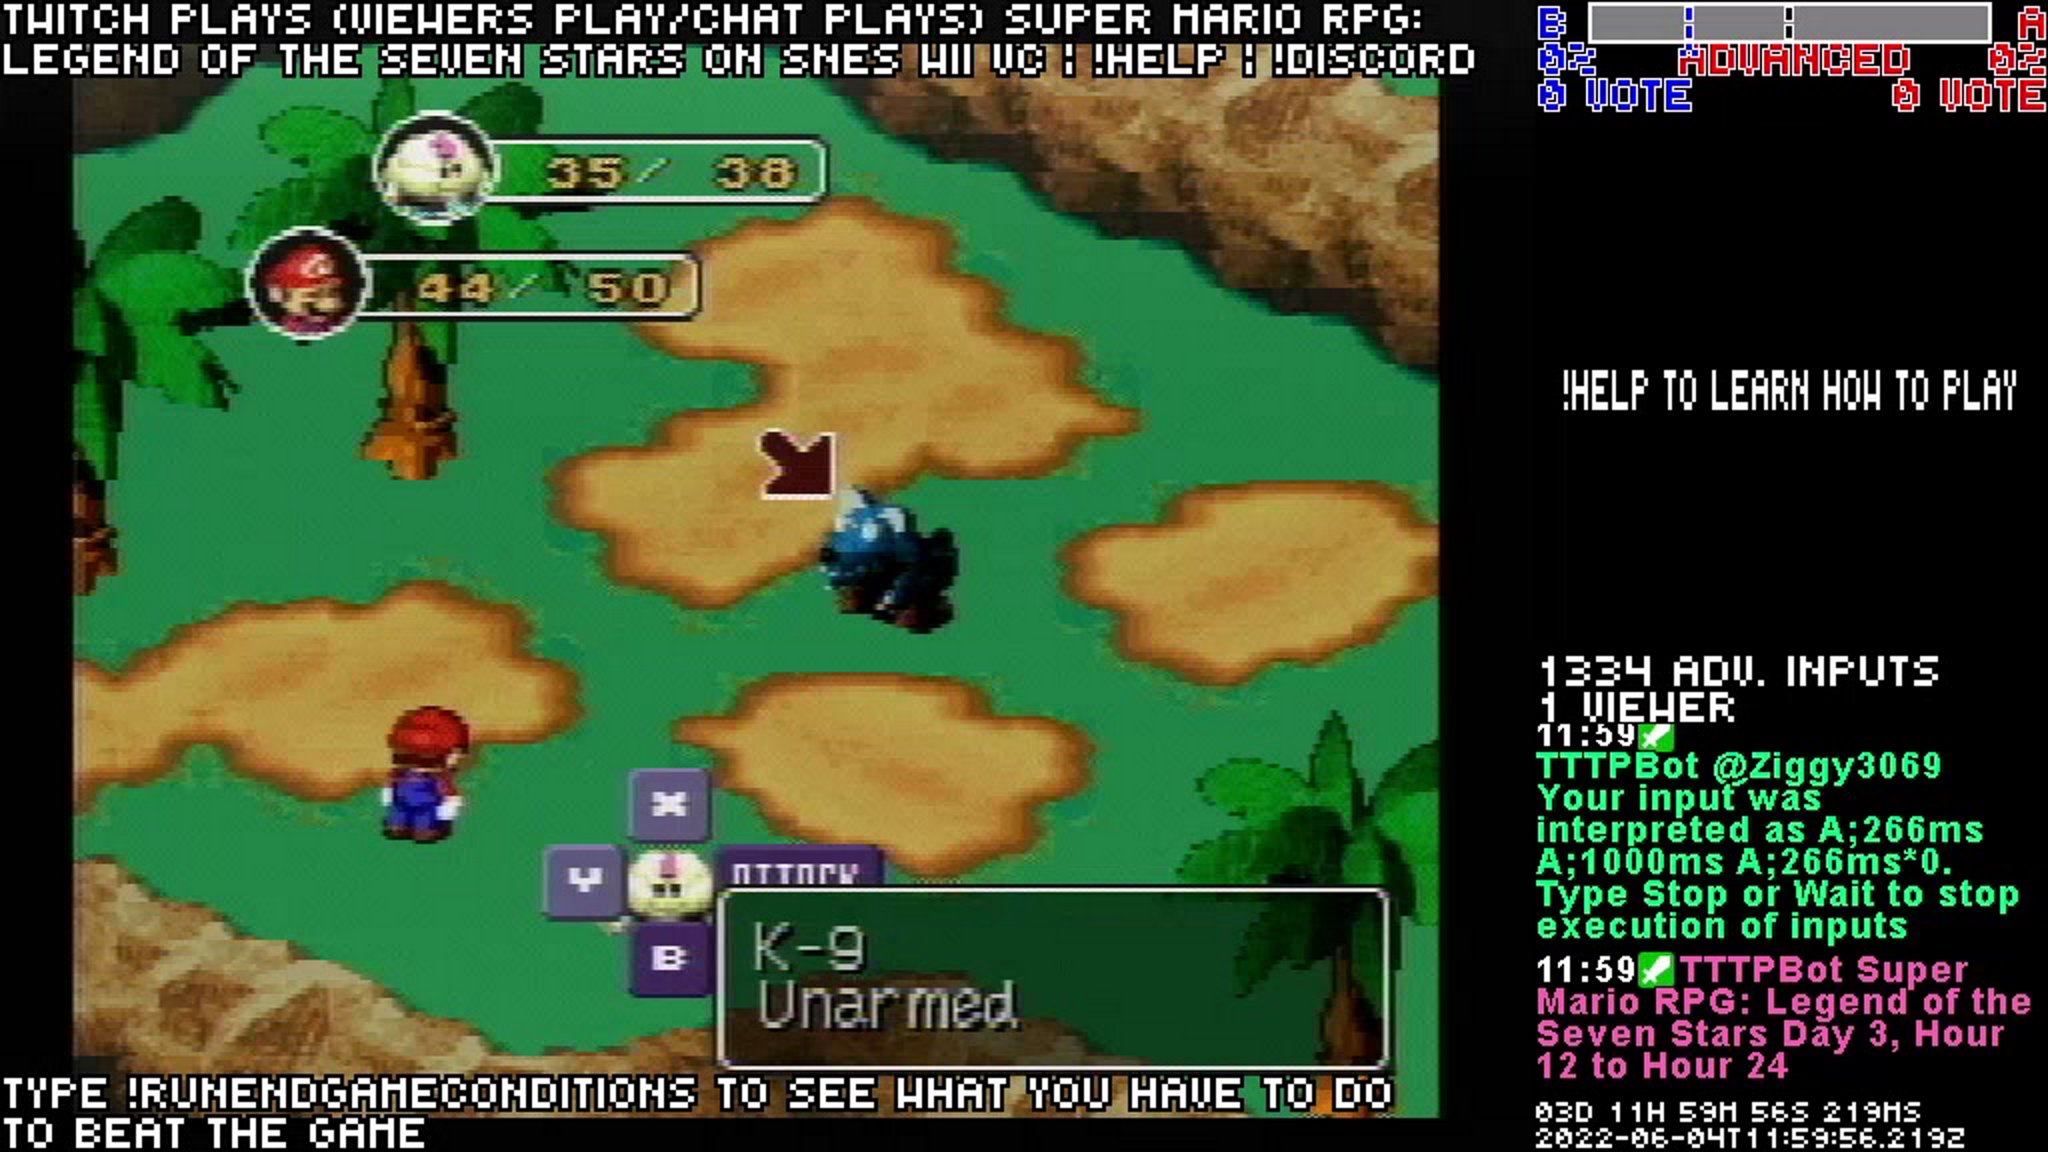 TWITCH PLAYS (VIEWERS PLAY/CHAT PLAYS) SUPER MARIO RPG:
LEGEND OF THE SEVEN STARS ON SNES WII VC | !HELP | !DISCORD
B A
0% ADVANCED 0%
0 VOTE 0 VOTE
35/ 38
44/ 50
!HELP TO LEARN HOW TO PLAY
X
Y ATTACK
B
K-9
Unarmed
1334 ADV. INPUTS
1 VIEWER
11:59
TTTPBot @Ziggy3069
Your input was
interpreted as A;266ms
A;1000ms A;266ms*0.
Type Stop or Wait to stop
execution of inputs
11:59 TTTPBot Super
Mario RPG: Legend of the
Seven Stars Day 3, Hour
12 to Hour 24
03D 11H 59M 56S 219MS
2022-06-04T11:59:56.219Z
TYPE !RUNENDGAMECONDITIONS TO SEE WHAT YOU HAVE TO DO
TO BEAT THE GAME